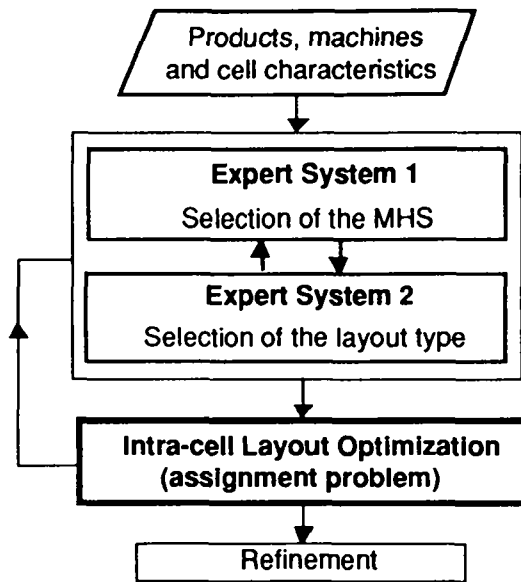 Products, machines
and cell characteristics
Expert System 1
Selection of the MHS
Expert System 2
Selection of the layout type
Intra-cell Layout Optimization
(assignment problem)
Refinement